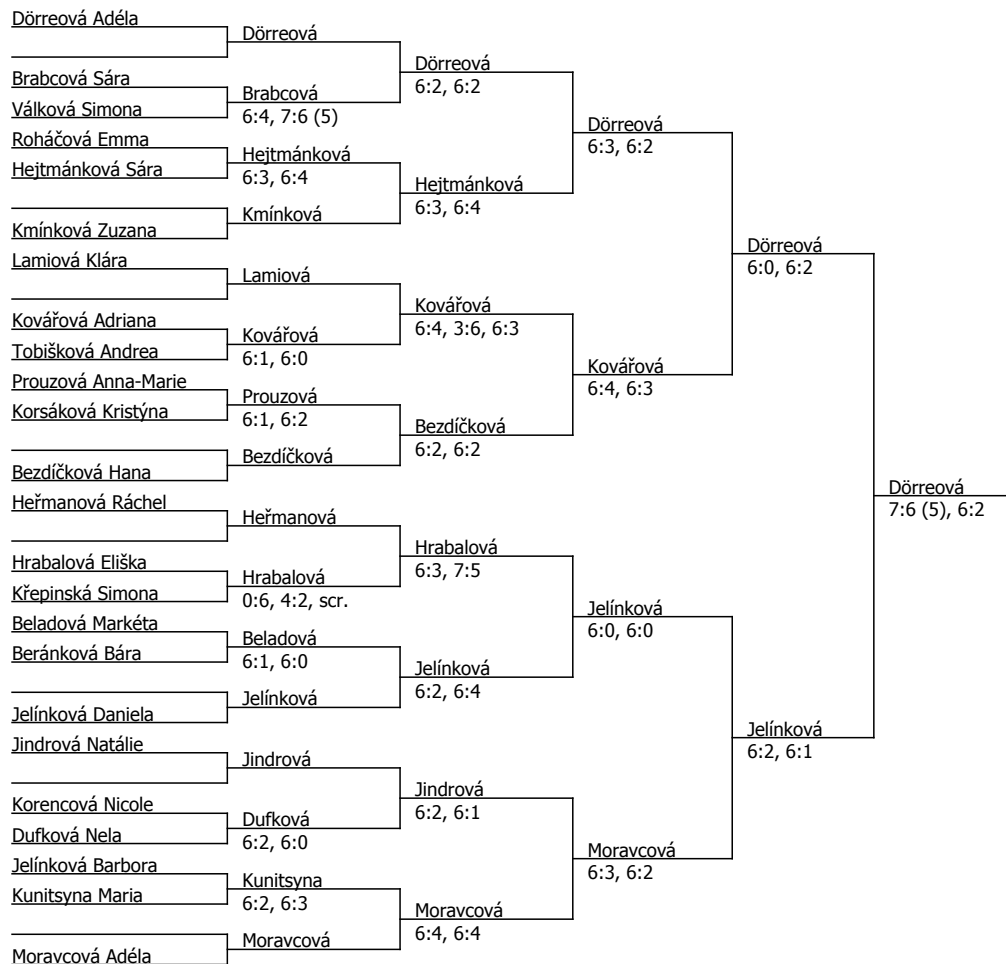 Dörreová Adéla
Brabcová Sára
Válková Simona
Roháčová Emma
Hejtmánková Sára
Kmínková Zuzana
Lamiová Klára
Kovářová Adriana
Tobišková Andrea
Prouzová Anna-Marie
Korsáková Kristýna
Bezdíčková Hana
Heřmanová Ráchel
Hrabalová Eliška
Křepinská Simona
Beladová Markéta
Beránková Bára
Jelínková Daniela
Jindrová Natálie
Korencová Nicole
Dufková Nela
Jelínková Barbora
Kunitsyna Maria
Moravcová Adéla
Dörreová
Brabcová
6:4, 7:6 (5)
Hejtmánková
6:3, 6:4
Kmínková
Lamiová
Kovářová
6:1, 6:0
Prouzová
6:1, 6:2
Bezdíčková
Heřmanová
Hrabalová
0:6, 4:2, scr.
Beladová
6:1, 6:0
Jelínková
Jindrová
Dufková
6:2, 6:0
Kunitsyna
6:2, 6:3
Moravcová
Dörreová
6:2, 6:2
Hejtmánková
6:3, 6:4
Kovářová
6:4, 3:6, 6:3
Bezdíčková
6:2, 6:2
Hrabalová
6:3, 7:5
Jelínková
6:2, 6:4
Jindrová
6:2, 6:1
Moravcová
6:4, 6:4
Dörreová
6:3, 6:2
Kovářová
6:4, 6:3
Jelínková
6:0, 6:0
Moravcová
6:3, 6:2
Dörreová
6:0, 6:2
Jelínková
6:2, 6:1
Dörreová
7:6 (5), 6:2